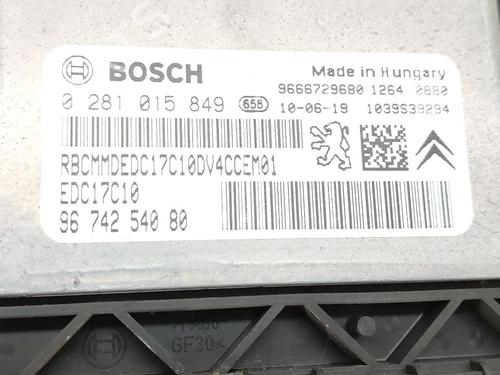 BOSCH
Made in Hungary
9666729680 1264 0880
0 281 015 849 658 10-06-19 1039S39294
RBCMMDEDC17C10DV4CCEM01
EDC17C10
96 742 540 80
GF30<